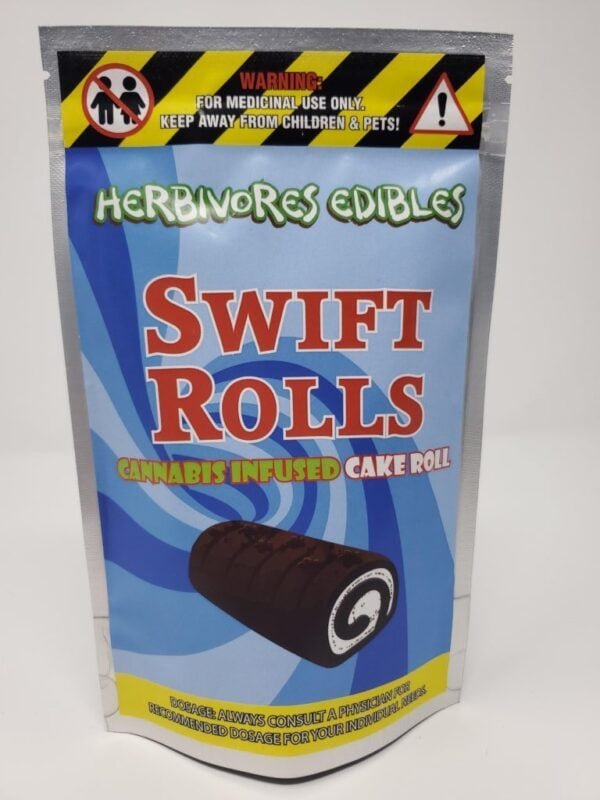 WARNING:
FOR MEDICINAL USE ONLY.
KEEP AWAY FROM CHILDREN & PETS!
HERBIVORES EDIBLES
SWIFT
ROLLS
CANNABIS INFUSED CAKE ROLL
DOSAGE: ALWAYS CONSULT A PHYSICIAN FOR
RECOMMENDED DOSAGE FOR YOUR INDIVIDUAL NEEDS.